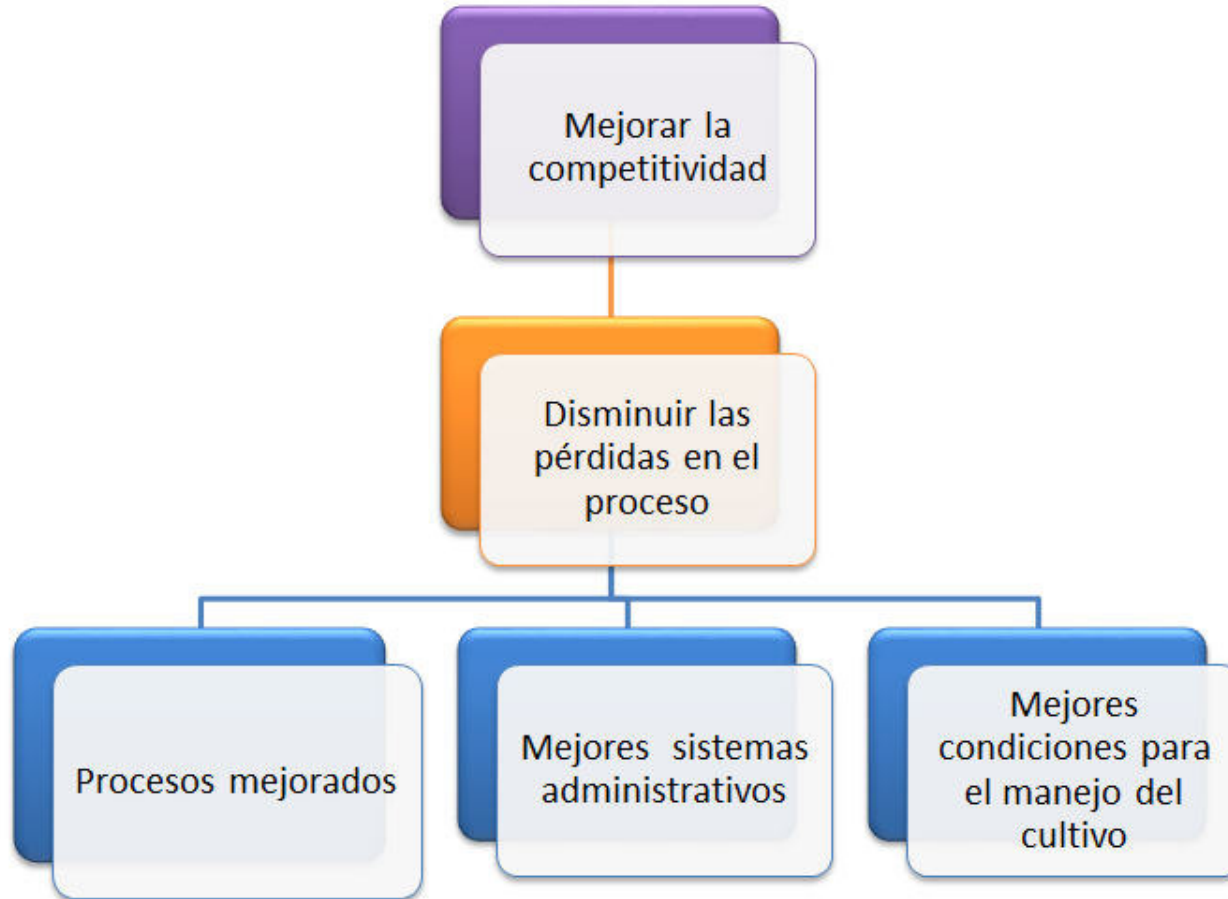 Mejorar la
competitividad
Disminuir las
pérdidas en el
proceso
Procesos mejorados
Mejores sistemas
administrativos
Mejores
condiciones para
el manejo del
cultivo